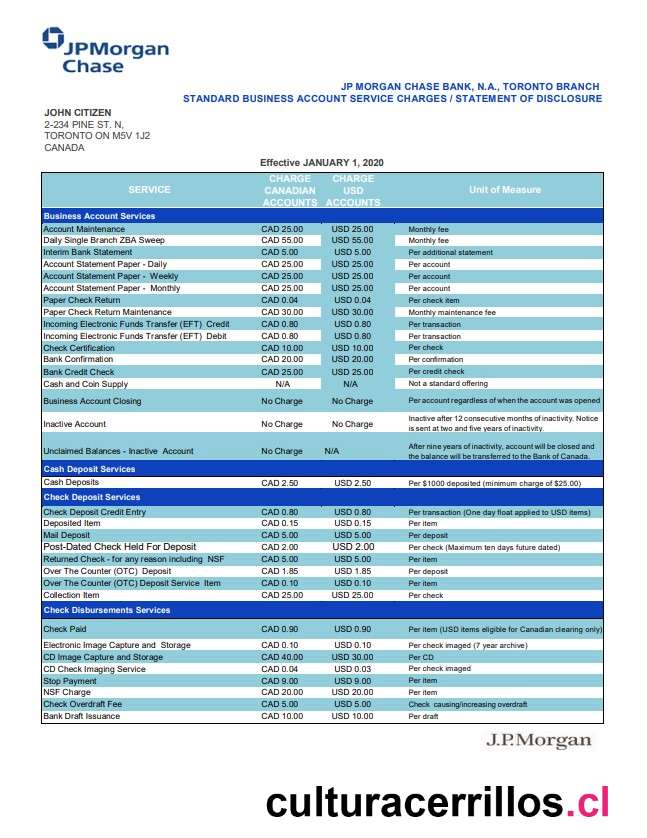 JPMorgan
Chase
JP MORGAN CHASE BANK, N.A., TORONTO BRANCH
STANDARD BUSINESS ACCOUNT SERVICE CHARGES / STATEMENT OF DISCLOSURE
JOHN CITIZEN
2-234 PINE ST. N,
TORONTO ON M5V 1J2
CANADA
Effective JANUARY 1, 2020
SERVICE CHARGE CANADIAN ACCOUNTS CHARGE USD ACCOUNTS Unit of Measure
Business Account Services
Account Maintenance CAD 25.00 USD 25.00 Monthly fee
Daily Single Branch ZBA Sweep CAD 55.00 USD 55.00 Monthly fee
Interim Bank Statement CAD 5.00 USD 5.00 Per additional statement
Account Statement Paper - Daily CAD 25.00 USD 25.00 Per account
Account Statement Paper - Weekly CAD 25.00 USD 25.00 Per account
Account Statement Paper - Monthly CAD 25.00 USD 25.00 Per account
Paper Check Return CAD 0.04 USD 0.04 Per check item
Paper Check Return Maintenance CAD 30.00 USD 30.00 Monthly maintenance fee
Incoming Electronic Funds Transfer (EFT) Credit CAD 0.80 USD 0.80 Per transaction
Incoming Electronic Funds Transfer (EFT) Debit CAD 0.80 USD 0.80 Per transaction
Check Certification CAD 10.00 USD 10.00 Per check
Bank Confirmation CAD 20.00 USD 20.00 Per confirmation
Bank Credit Check CAD 25.00 USD 25.00 Per credit check
Cash and Coin Supply N/A N/A Not a standard offering
Business Account Closing No Charge No Charge Per account regardless of when the account was opened
Inactive Account No Charge No Charge Inactive after 12 consecutive months of inactivity. Notice
is sent at two and five years of inactivity.
Unclaimed Balances - Inactive Account No Charge N/A After nine years of inactivity, account will be closed and
the balance will be transferred to the Bank of Canada.
Cash Deposit Services
Cash Deposits CAD 2.50 USD 2.50 Per $1000 deposited (minimum charge of $25.00)
Check Deposit Services
Check Deposit Credit Entry CAD 0.80 USD 0.80 Per transaction (One day float applied to USD items)
Deposited Item CAD 0.15 USD 0.15 Per item
Mail Deposit CAD 5.00 USD 5.00 Per deposit
Post-Dated Check Held For Deposit CAD 2.00 USD 2.00 Per check (Maximum ten days future dated)
Returned Check - for any reason including NSF CAD 5.00 USD 5.00 Per item
Over The Counter (OTC) Deposit CAD 1.85 USD 1.85 Per deposit
Over The Counter (OTC) Deposit Service Item CAD 0.10 USD 0.10 Per item
Collection Item CAD 25.00 USD 25.00 Per check
Check Disbursements Services
Check Paid CAD 0.90 USD 0.90 Per item (USD items eligible for Canadian clearing only)
Electronic Image Capture and Storage CAD 0.10 USD 0.10 Per check imaged (7 year archive)
CD Image Capture and Storage CAD 40.00 USD 30.00 Per CD
CD Check Imaging Service CAD 0.04 USD 0.03 Per check imaged
Stop Payment CAD 9.00 USD 9.00 Per item
NSF Charge CAD 20.00 USD 20.00 Per item
Check Overdraft Fee CAD 5.00 USD 5.00 Check causing/increasing overdraft
Bank Draft Issuance CAD 10.00 USD 10.00 Per draft
J.P.Morgan
culturacerrillos.cl